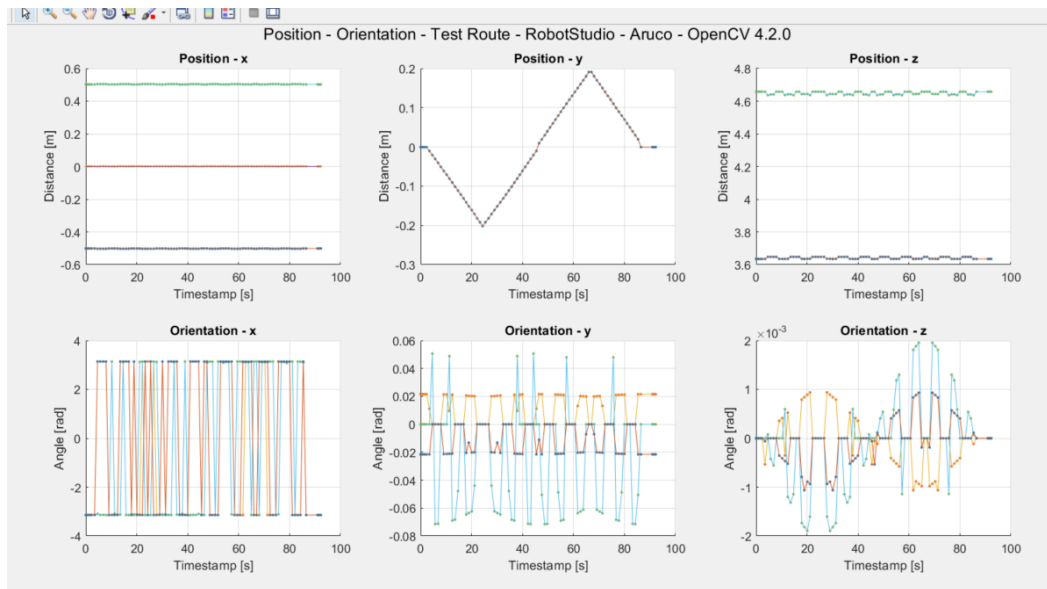 Position - Orientation - Test Route - RobotStudio - Aruco - OpenCV 4.2.0
Position - x
0.6
0.4
0.2
0
-0.2
-0.4
-0.6
Distance [m]
0 20 40 60 80 100
Timestamp [s]
Position - y
0.2
0.1
0
-0.1
-0.2
-0.3
Distance [m]
0 20 40 60 80 100
Timestamp [s]
Position - z
4.8
4.6
4.4
4.2
4
3.8
3.6
Distance [m]
0 20 40 60 80 100
Timestamp [s]
Orientation - x
4
2
0
-2
-4
Angle [rad]
0 20 40 60 80 100
Timestamp [s]
Orientation - y
0.06
0.04
0.02
0
-0.02
-0.04
-0.06
-0.08
Angle [rad]
0 20 40 60 80 100
Timestamp [s]
Orientation - z
×10⁻³
2
1
0
-1
-2
Angle [rad]
0 20 40 60 80 100
Timestamp [s]